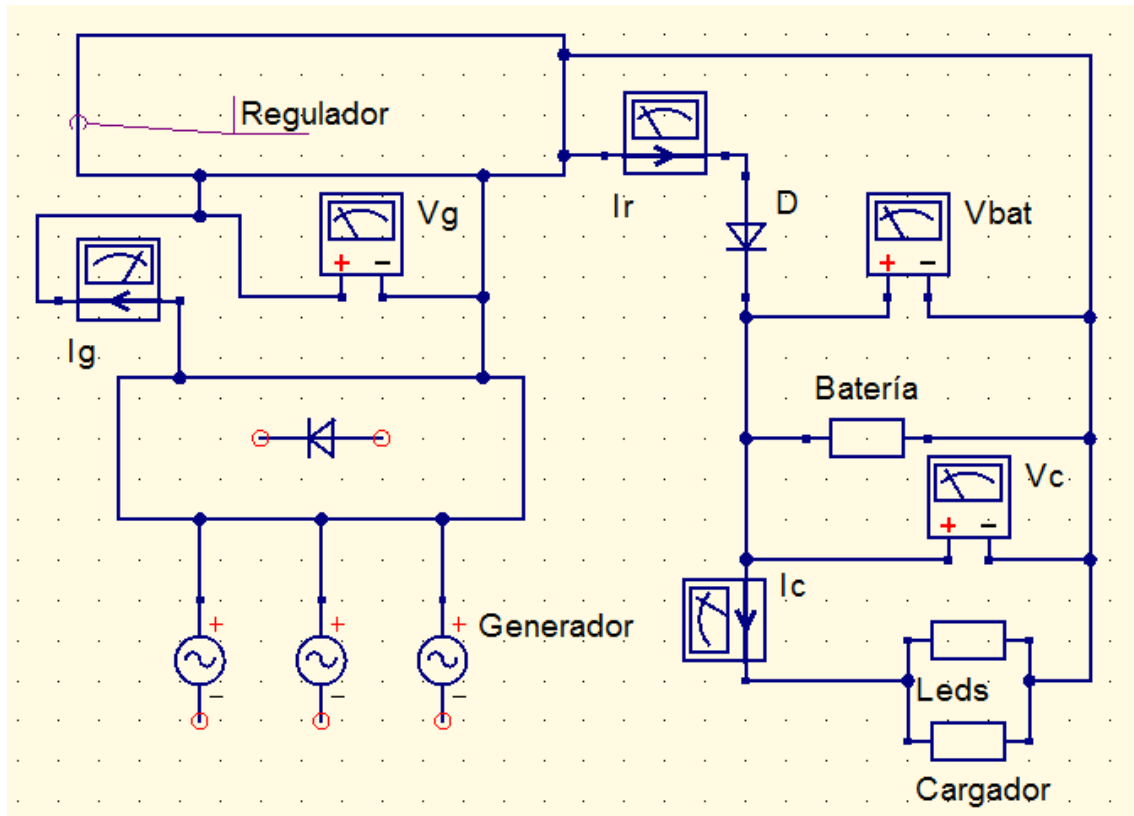 Regulador
Ir
D
Vg
Vbat
Ig
Batería
Vc
Ic
Generador
Leds
Cargador